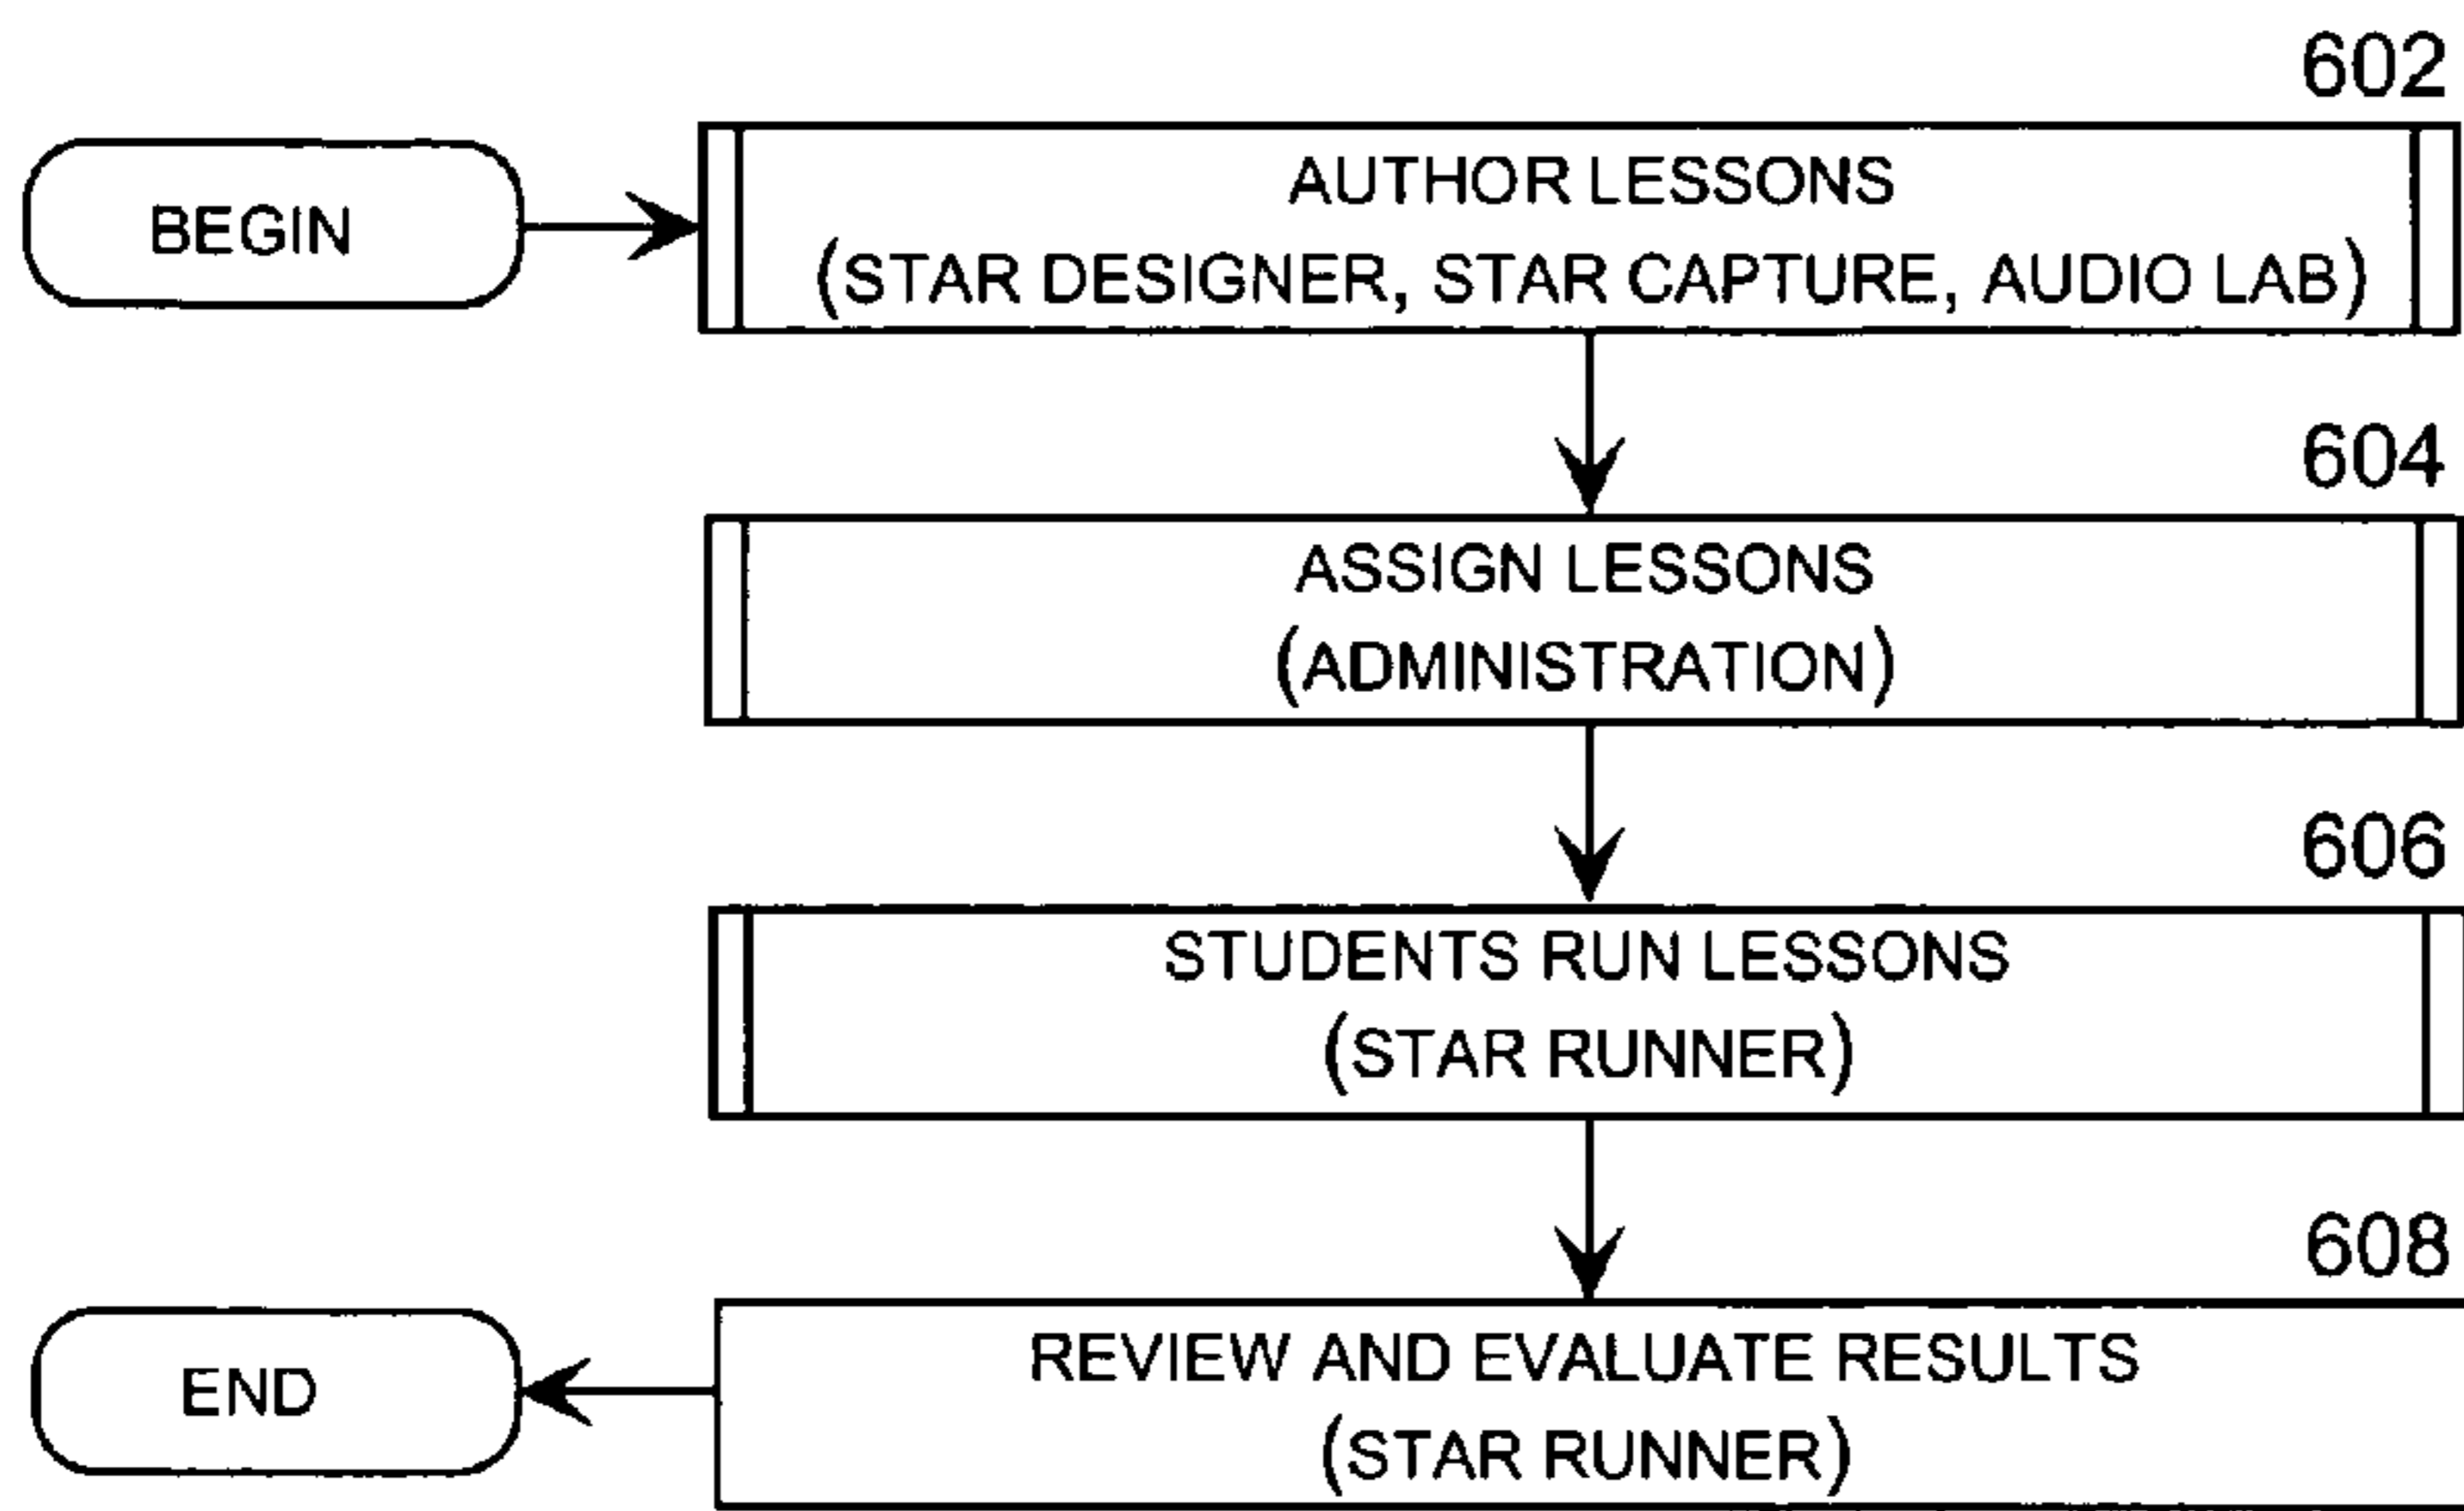 602
BEGIN
AUTHOR LESSONS
(STAR DESIGNER, STAR CAPTURE, AUDIO LAB)
604
ASSIGN LESSONS
(ADMINISTRATION)
606
STUDENTS RUN LESSONS
(STAR RUNNER)
608
END
REVIEW AND EVALUATE RESULTS
(STAR RUNNER)